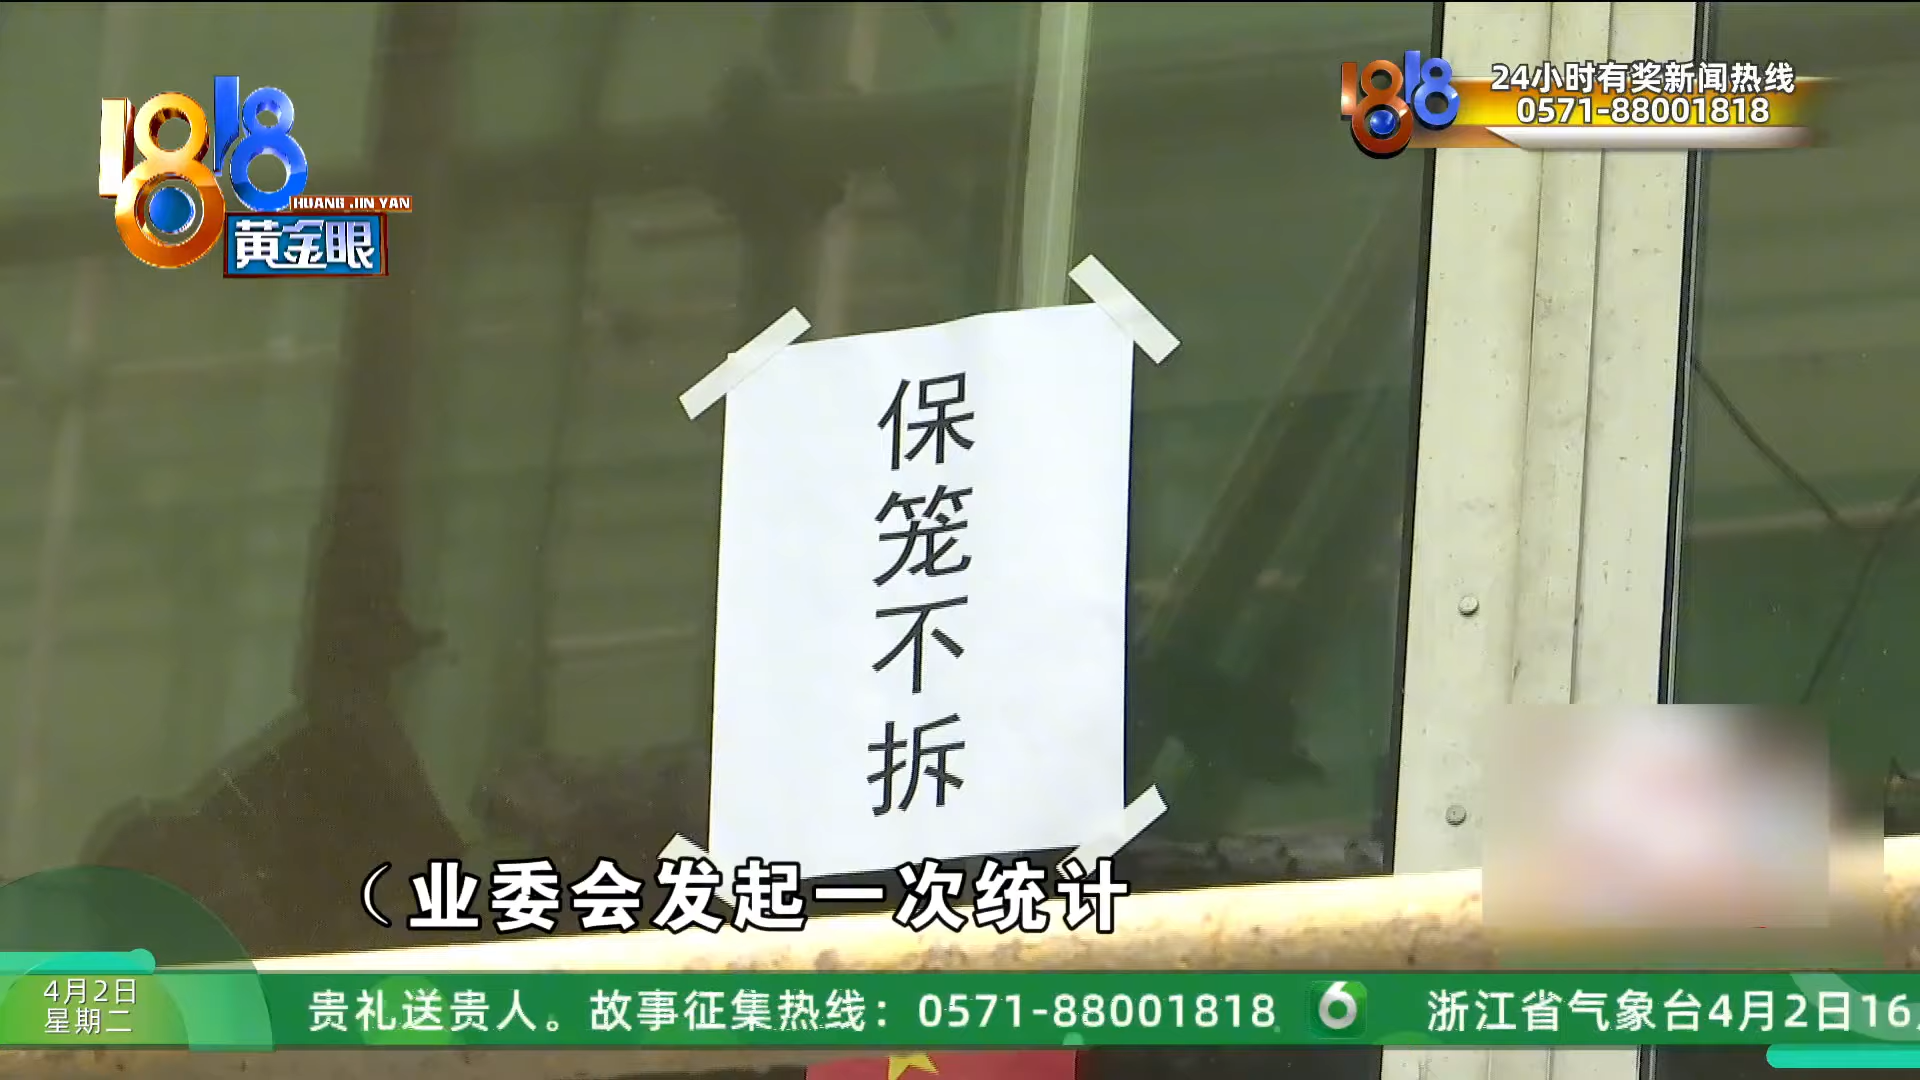 1818
HUANG JIN YAN
黄金眼
1818
24小时有奖新闻热线
0571-88001818
保
笼
不
拆
（业委会发起一次统计
4月2日
星期二
贵礼送贵人。故事征集热线：0571-88001818
6
浙江省气象台4月2日16